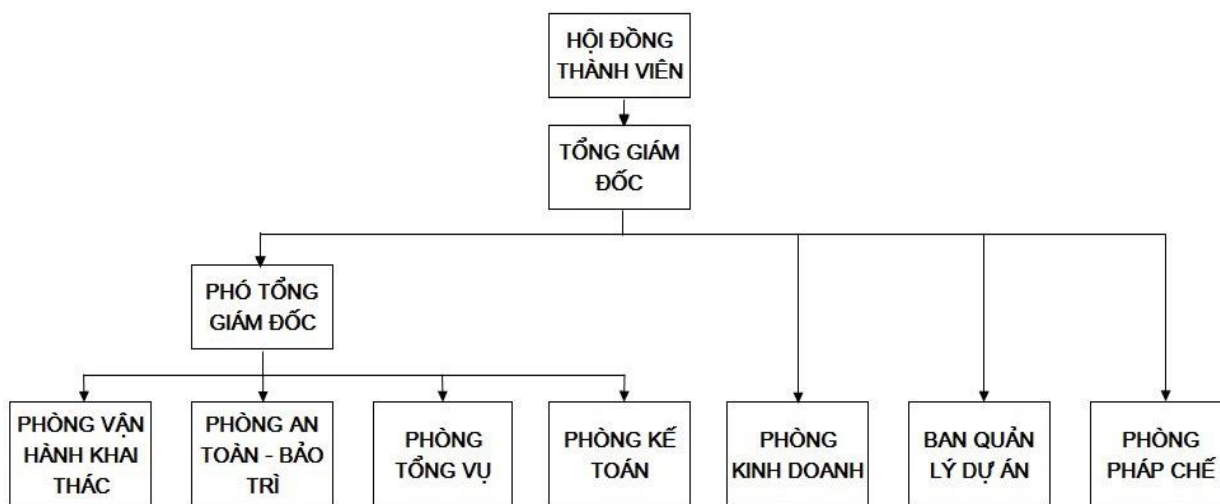 HỘI ĐỒNG
THÀNH VIÊN
TỔNG GIÁM
ĐỐC
PHÓ TỔNG
GIÁM ĐỐC
PHÒNG VẬN
HÀNH KHAI
THÁC
PHÒNG AN
TOÀN - BẢO
TRÌ
PHÒNG
TỔNG VỤ
PHÒNG KẾ
TOÁN
PHÒNG
KINH DOANH
BAN QUẢN
LÝ DỰ ÁN
PHÒNG
PHÁP CHẾ